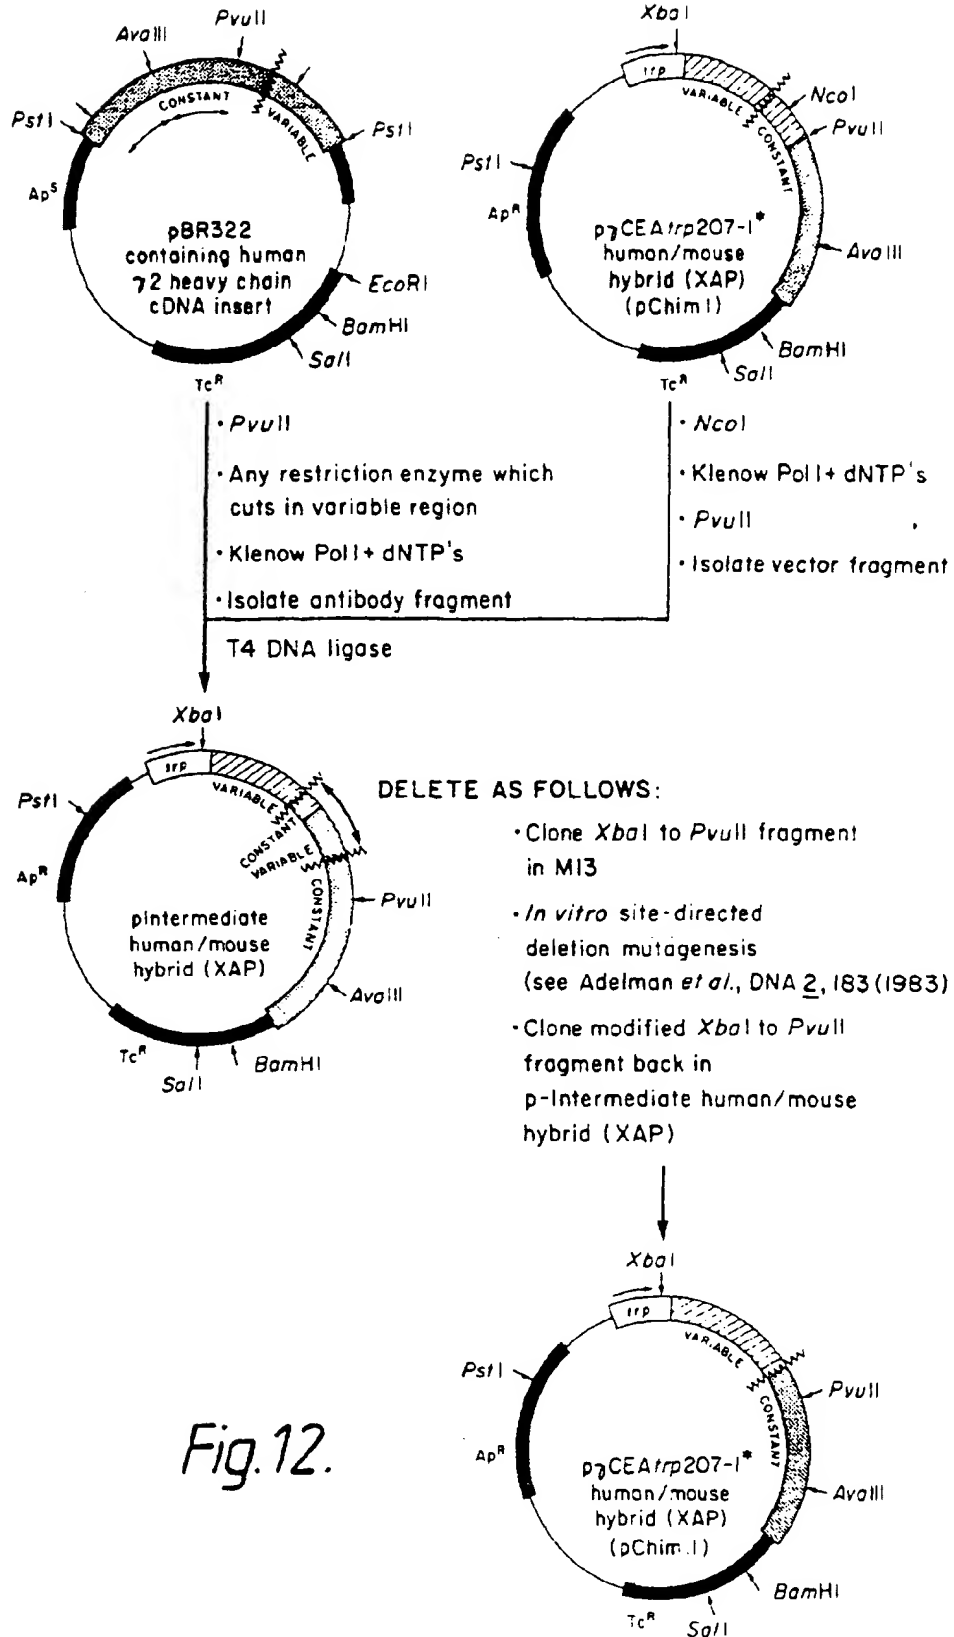 PvuII
AvaIII
PstI
PstI
CONSTANT
VARIABLE
Ap^S
pBR322
containing human
γ2 heavy chain
cDNA insert
EcoRI
BamHI
SalI
Tc^R
XbaI
trp
VARIABLE
CONSTANT
NcoI
PvuII
PstI
Ap^R
pγCEAtrp207-1*
human/mouse
hybrid (XAP)
(pChim1)
AvaIII
BamHI
SalI
Tc^R
· PvuII
· Any restriction enzyme which
cuts in variable region
· Klenow PolI + dNTP's
· Isolate antibody fragment
· NcoI
· Klenow PolI + dNTP's
· PvuII
· Isolate vector fragment
T4 DNA ligase
XbaI
trp
PstI
VARIABLE
CONSTANT
VARIABLE
CONSTANT
Ap^R
PvuII
pIntermediate
human/mouse
hybrid (XAP)
AvaIII
Tc^R
BamHI
SalI
DELETE AS FOLLOWS:
· Clone XbaI to PvuII fragment
in M13
· In vitro site-directed
deletion mutagenesis
(see Adelman et al., DNA 2, 183 (1983)
· Clone modified XbaI to PvuII
fragment back in
p-Intermediate human/mouse
hybrid (XAP)
XbaI
trp
PstI
VARIABLE
CONSTANT
PvuII
Ap^R
pγCEAtrp207-1*
human/mouse
hybrid (XAP)
(pChim.1)
AvaIII
BamHI
Tc^R
SalI
Fig.12.